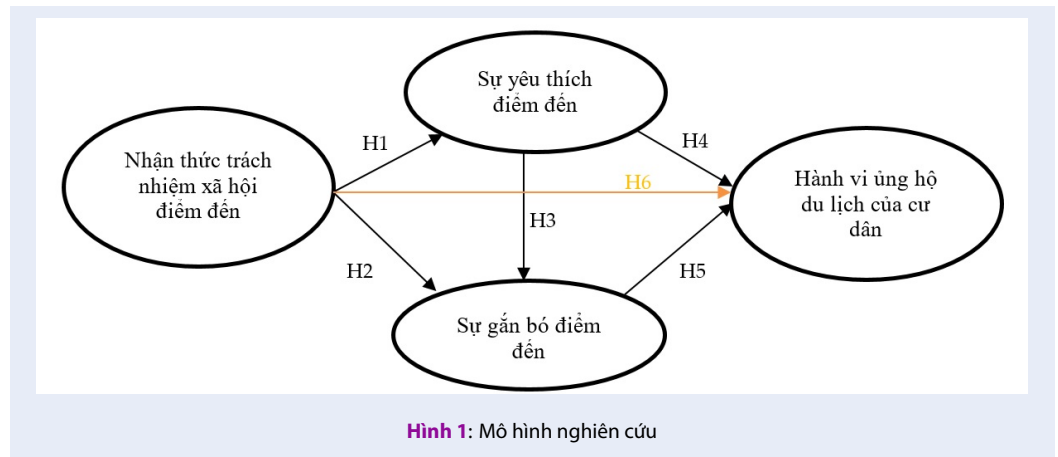 Sự yêu thích
điểm đến
H1
H4
Nhận thức trách
nhiệm xã hội
điểm đến
H6
Hành vi ủng hộ
du lịch của cư
dân
H3
H2
H5
Sự gắn bó điểm
đến
Hình 1: Mô hình nghiên cứu